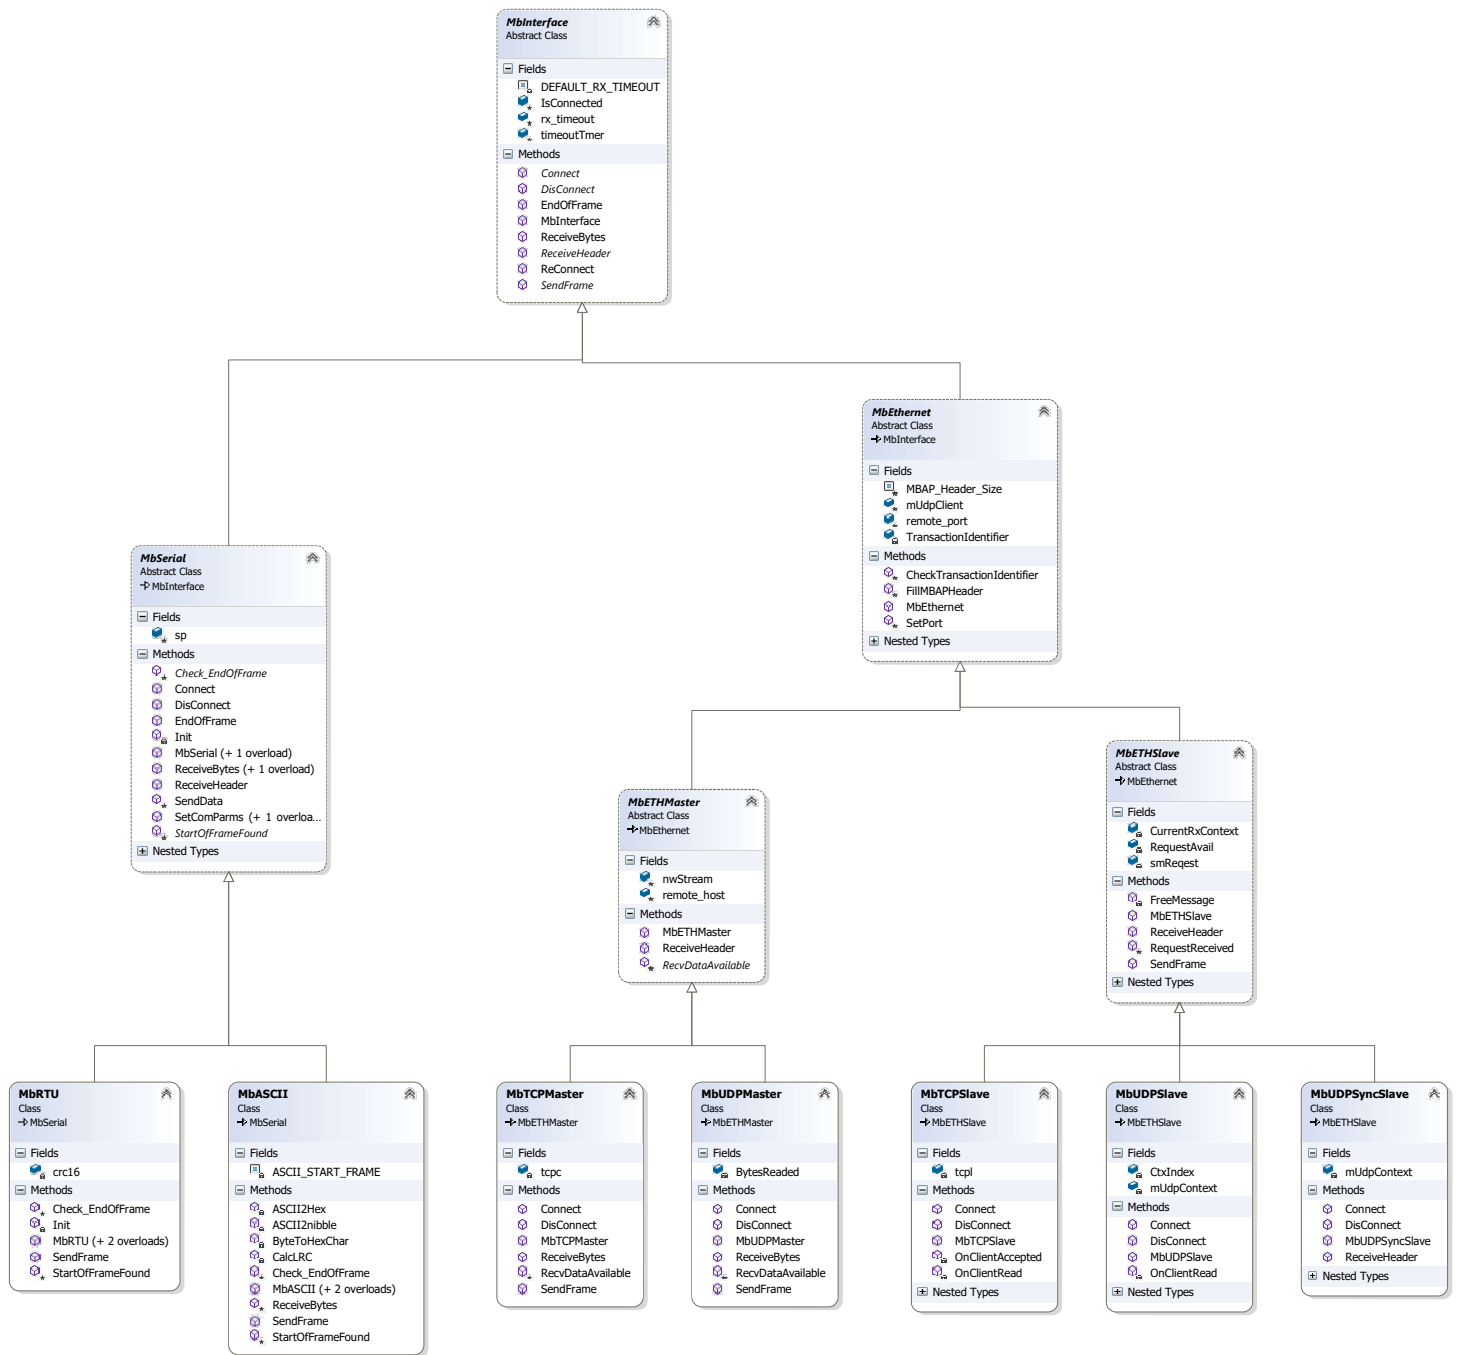 MbInterface
Abstract Class
Fields
DEFAULT_RX_TIMEOUT
IsConnected
rx_timeout
timeoutTmer
Methods
Connect
DisConnect
EndOfFrame
MbInterface
ReceiveBytes
ReceiveHeader
ReConnect
SendFrame
MbEthernet
Abstract Class
MbInterface
Fields
MBAP_Header_Size
mUdpClient
remote_port
TransactionIdentifier
Methods
CheckTransactionIdentifier
FillMBAPHeader
MbEthernet
SetPort
Nested Types
MbSerial
Abstract Class
MbInterface
Fields
sp
Methods
Check_EndOfFrame
Connect
DisConnect
EndOfFrame
Init
MbSerial (+ 1 overload)
ReceiveBytes (+ 1 overload)
ReceiveHeader
SendData
SetComParms (+ 1 overloa...
StartOfFrameFound
Nested Types
MbETHMaster
Abstract Class
MbEthernet
Fields
nwStream
remote_host
Methods
MbETHMaster
ReceiveHeader
RecvDataAvailable
MbETHSlave
Abstract Class
MbEthernet
Fields
CurrentRxContext
RequestAvail
smReqest
Methods
FreeMessage
MbETHSlave
ReceiveHeader
RequestReceived
SendFrame
Nested Types
MbRTU
Class
MbSerial
Fields
crc16
Methods
Check_EndOfFrame
Init
MbRTU (+ 2 overloads)
SendFrame
StartOfFrameFound
MbASCII
Class
MbSerial
Fields
ASCII_START_FRAME
Methods
ASCII2Hex
ASCII2nibble
ByteToHexChar
CalcLRC
Check_EndOfFrame
MbASCII (+ 2 overloads)
ReceiveBytes
SendFrame
StartOfFrameFound
MbTCPMaster
Class
MbETHMaster
Fields
tcpc
Methods
Connect
DisConnect
MbTCPMaster
ReceiveBytes
RecvDataAvailable
SendFrame
MbUDPMaster
Class
MbETHMaster
Fields
BytesReaded
Methods
Connect
DisConnect
MbUDPMaster
ReceiveBytes
RecvDataAvailable
SendFrame
MbTCPSlave
Class
MbETHSlave
Fields
tcpl
Methods
Connect
DisConnect
MbTCPSlave
OnClientAccepted
OnClientRead
Nested Types
MbUDPSlave
Class
MbETHSlave
Fields
CtxIndex
mUdpContext
Methods
Connect
DisConnect
MbUDPSlave
OnClientRead
Nested Types
MbUDPSyncSlave
Class
MbETHSlave
Fields
mUdpContext
Methods
Connect
DisConnect
MbUDPSyncSlave
ReceiveHeader
Nested Types